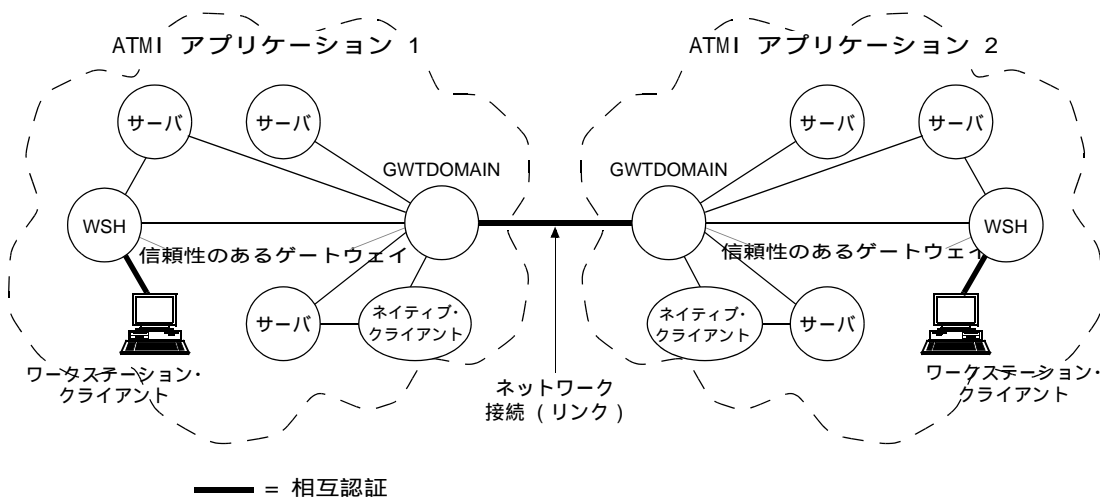 ATMI アプリケーション 1
ATMI アプリケーション 2
サーバ
サーバ
サーバ
サーバ
GWTDOMAIN
GWTDOMAIN
WSH
WSH
信頼性のあるゲートウェイ
信頼性のあるゲートウェイ
サーバ
ネイティブ・
クライアント
ネイティブ・
クライアント
サーバ
ワークステーション・
クライアント
ネットワーク
接続（リンク）
ワークステーション・
クライアント
= 相互認証